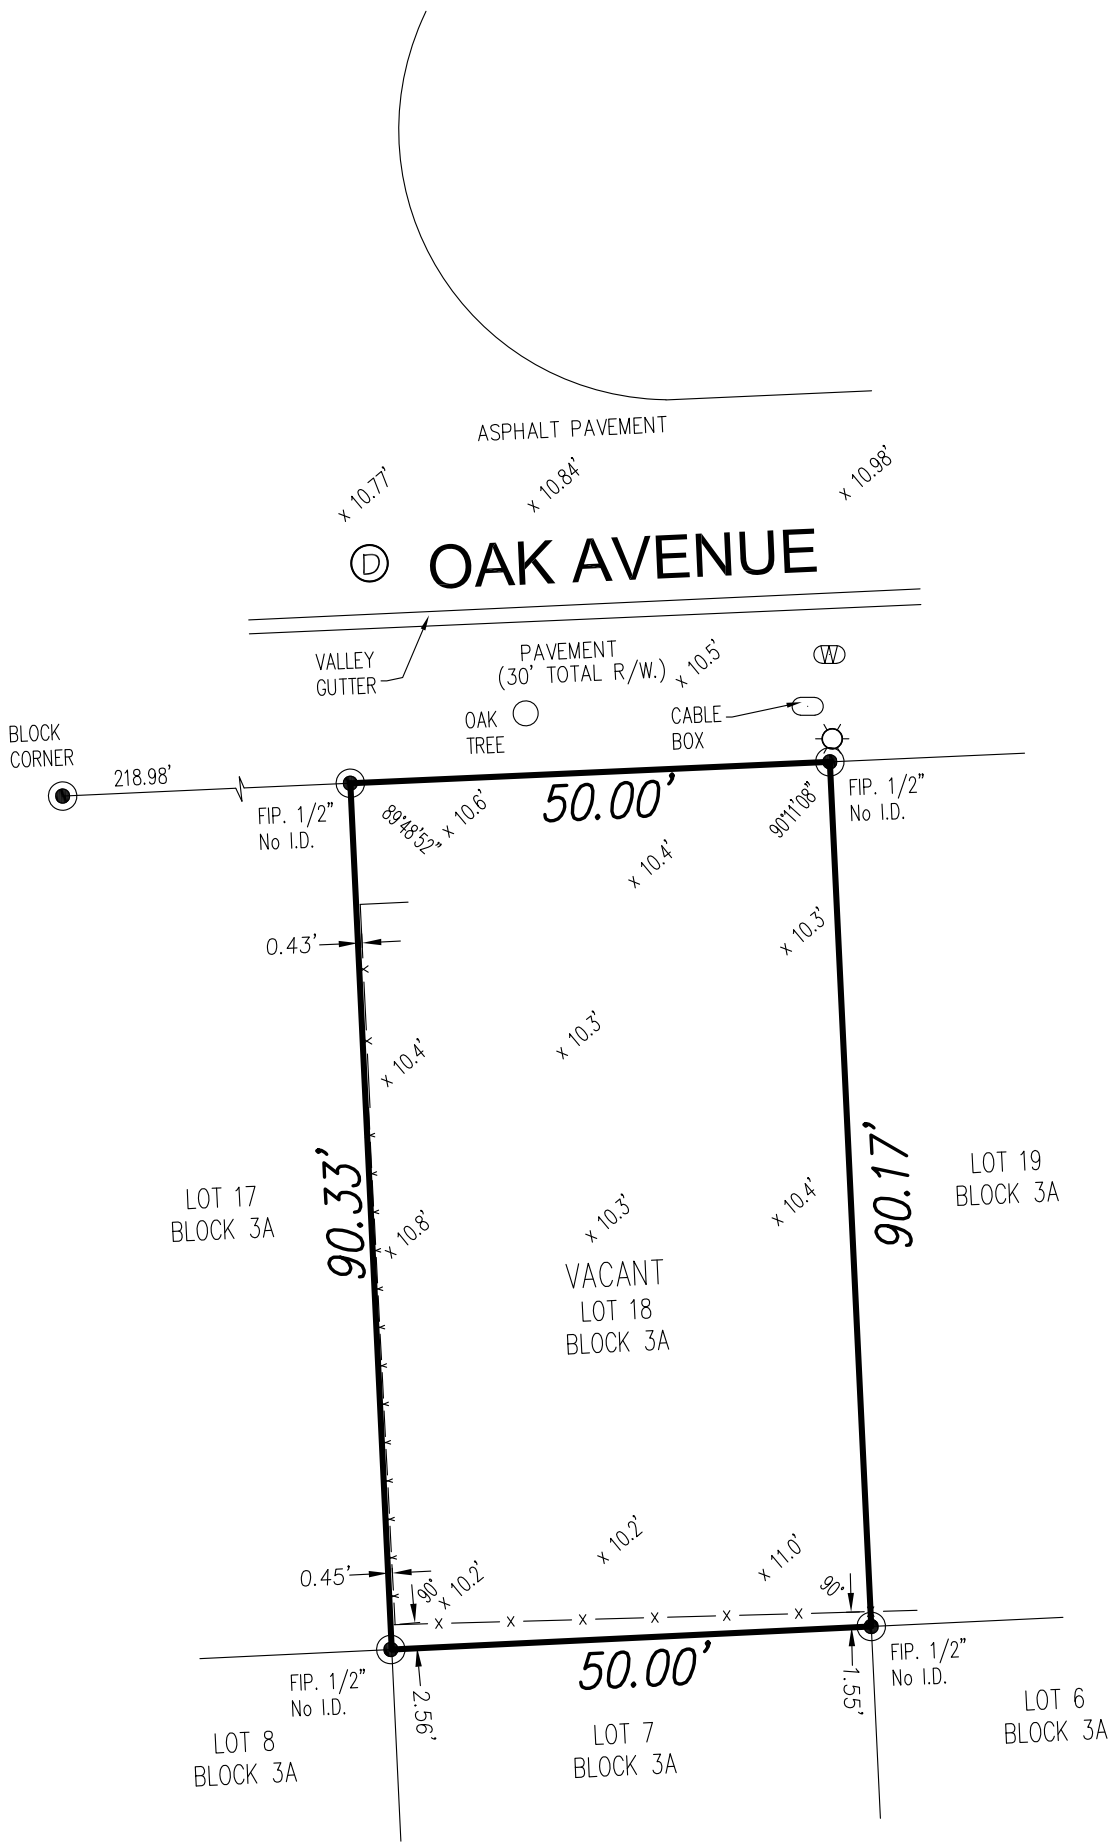 ASPHALT PAVEMENT
x 10.77'
x 10.84'
x 10.98'
D
OAK AVENUE
VALLEY
GUTTER
PAVEMENT
(30' TOTAL R/W.)
x 10.5'
W
OAK
TREE
CABLE
BOX
BLOCK
CORNER
218.98'
FIP. 1/2"
No I.D.
89°48'52"
x 10.6'
50.00'
90°11'08"
FIP. 1/2"
No I.D.
x 10.4'
x 10.3'
0.43'
x 10.3'
x 10.4'
90.33'
90.17'
LOT 17
BLOCK 3A
LOT 19
BLOCK 3A
x 10.8'
x 10.3'
x 10.4'
VACANT
LOT 18
BLOCK 3A
x 10.2'
x 11.0'
0.45'
90°
x 10.2'
90°
FIP. 1/2"
No I.D.
50.00'
FIP. 1/2"
No I.D.
2.56'
1.55'
LOT 8
BLOCK 3A
LOT 7
BLOCK 3A
LOT 6
BLOCK 3A